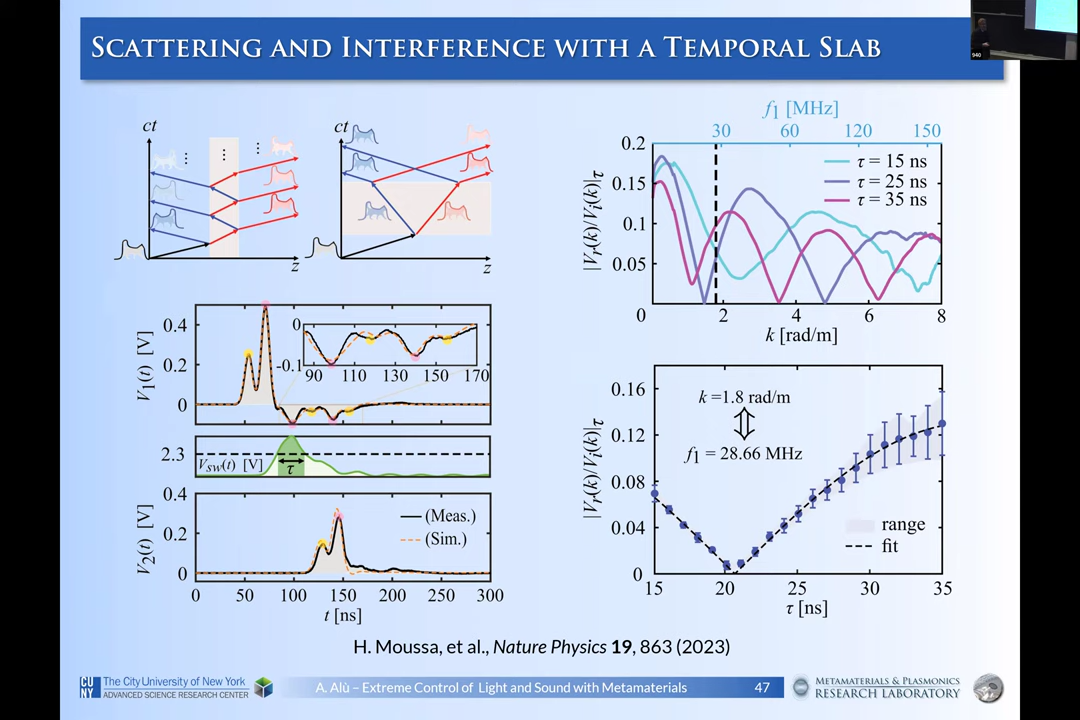 SCATTERING AND INTERFERENCE WITH A TEMPORAL SLAB
940
ct
z
ct
z
V1(t) [V]
0.4
0.2
0
0
-0.1
90 110 130 150 170
2.3
VSW(t) [V]
τ
V2(t) [V]
0.4
0.2
0
(Meas.)
(Sim.)
0 50 100 150 200 250 300
t [ns]
f1 [MHz]
30 60 120 150
|Vr(k)/Vi(k)|τ
0.2
0.15
0.1
0.05
τ = 15 ns
τ = 25 ns
τ = 35 ns
0 2 4 6 8
k [rad/m]
|Vr(k)/Vi(k)|τ
0.16
0.12
0.08
0.04
0
k =1.8 rad/m
f1 = 28.66 MHz
range
fit
15 20 25 30 35
τ [ns]
H. Moussa, et al., Nature Physics 19, 863 (2023)
CU
NY
The City University of New York
ADVANCED SCIENCE RESEARCH CENTER
A. Alù – Extreme Control of Light and Sound with Metamaterials
47
METAMATERIALS & PLASMONICS
RESEARCH LABORATORY